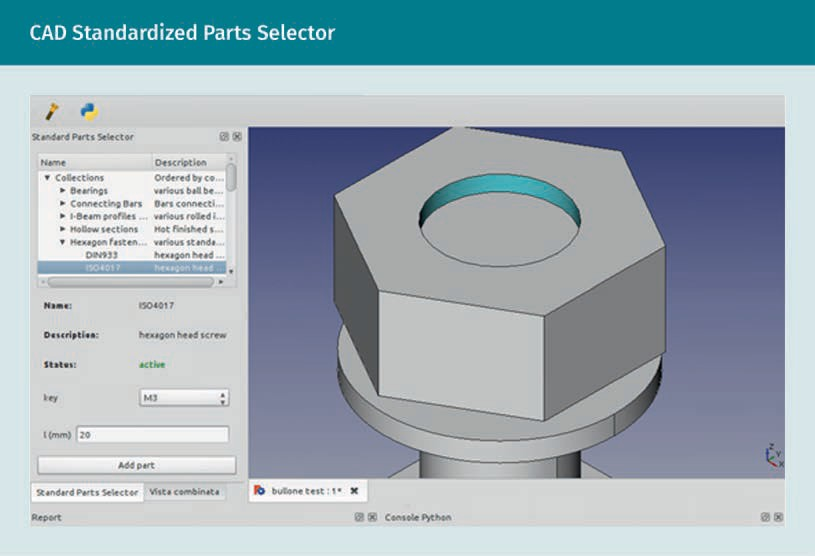 CAD Standardized Parts Selector
Standard Parts Selector
Name Description
Collections Ordered by co...
Bearings various ball be...
Connecting Bars Bars connecti...
I-Beam profiles ... various rolled i...
Hollow sections Hot finished s...
Hexagon fasten... various standa...
DIN933 hexagon head ...
ISO4017 hexagon head ...
Name: ISO4017
Description: hexagon head screw
Status: active
key M3
l (mm) 20
Add part
Standard Parts Selector Vista combinata
bullone test : 1*
Report Console Python
Z
Y
X